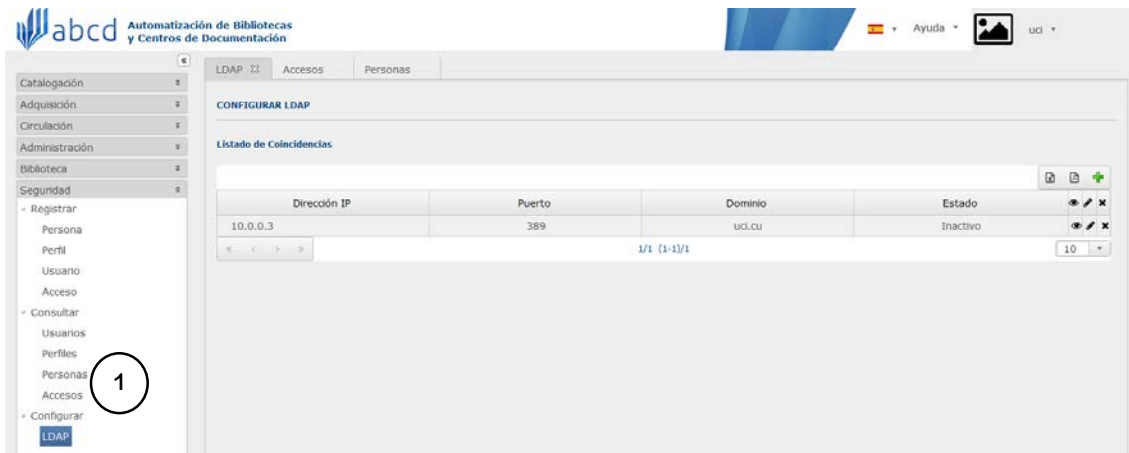 abcd Automatización de Bibliotecas
y Centros de Documentación
Ayuda
uci
Catalogación
Adquisición
Circulación
Administración
Biblioteca
Seguridad
Registrar
Persona
Perfil
Usuario
Acceso
Consultar
Usuarios
Perfiles
Personas
Accesos
Configurar
LDAP
1
LDAP Accesos Personas
CONFIGURAR LDAP
Listado de Coincidencias
Dirección IP Puerto Dominio Estado
10.0.0.3 389 uci.cu Inactivo
1/1 (1-1)/1
10